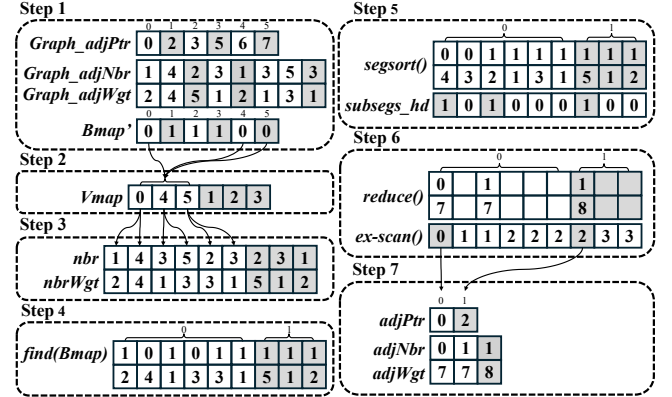 Step 1
0 1 2 3 4 5
Graph_adjPtr 0 2 3 5 6 7
Graph_adjNbr 1 4 2 3 1 3 5 3
Graph_adjWgt 2 4 5 1 2 1 3 1
0 1 2 3 4 5
Bmap’ 0 1 1 1 0 0
Step 2
Vmap 0 4 5 1 2 3
Step 3
nbr 1 4 3 5 2 3 2 3 1
nbrWgt 2 4 1 3 3 1 5 1 2
Step 4
0 1
find(Bmap) 1 0 1 0 1 1 1 1 1
2 4 1 3 3 1 5 1 2
Step 5
0 1
segsort() 0 0 1 1 1 1 1 1 1
4 3 2 1 3 1 5 1 2
subsegs_hd 1 0 1 0 0 0 1 0 0
Step 6
0 1
reduce() 0 1 1
7 7 8
ex-scan() 0 1 1 2 2 2 2 3 3
Step 7
0 1
adjPtr 0 2
adjNbr 0 1 1
adjWgt 7 7 8